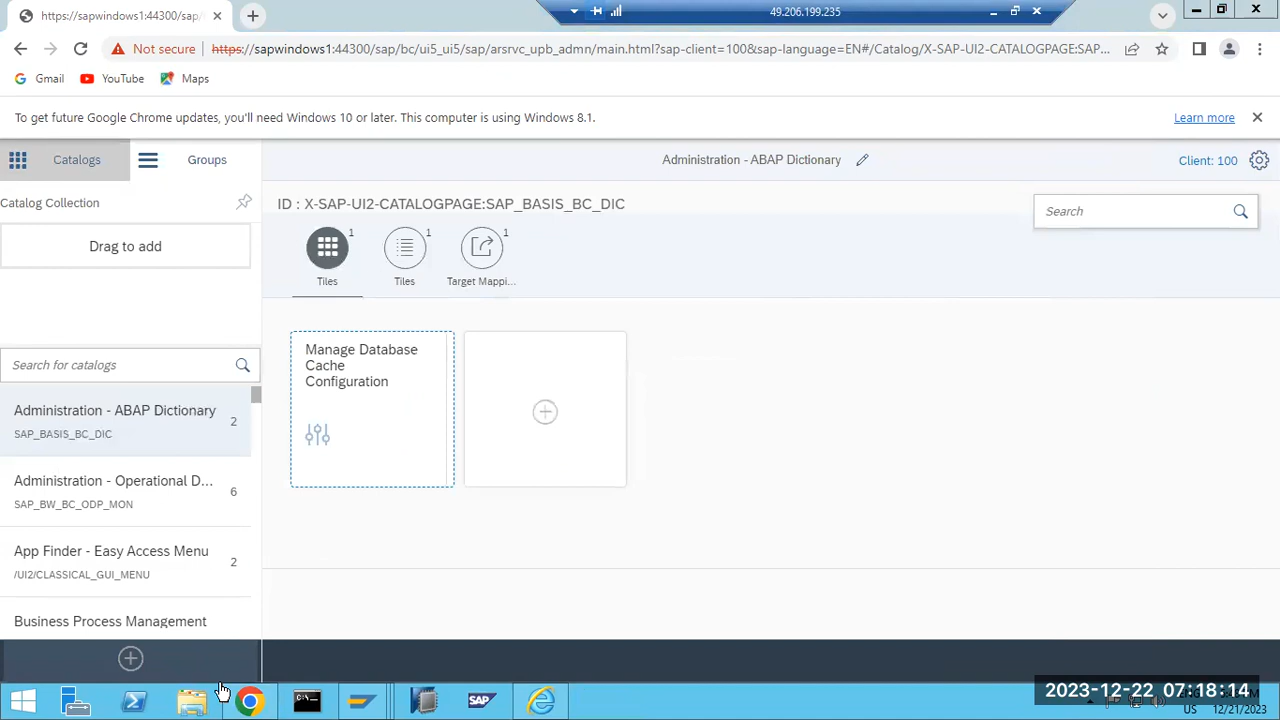 https://sapwindows1:44300/sap/
49.206.199.235
Not secure
https://sapwindows1:44300/sap/bc/ui5_ui5/sap/arsrvc_upb_admn/main.html?sap-client=100&sap-language=EN#/Catalog/X-SAP-UI2-CATALOGPAGE:SAP_...
Gmail
YouTube
Maps
To get future Google Chrome updates, you'll need Windows 10 or later. This computer is using Windows 8.1.
Learn more
Catalogs
Groups
Administration - ABAP Dictionary
Client: 100
Catalog Collection
ID : X-SAP-UI2-CATALOGPAGE:SAP_BASIS_BC_DIC
Search
Drag to add
1
1
1
Tiles
Tiles
Target Mappi...
Search for catalogs
Manage Database
Cache
Configuration
Administration - ABAP Dictionary
2
SAP_BASIS_BC_DIC
Administration - Operational D...
6
SAP_BW_BC_ODP_MON
App Finder - Easy Access Menu
2
/UI2/CLASSICAL_GUI_MENU
Business Process Management
SAP
2023-12-22 07:18:14
US
12/21/2023